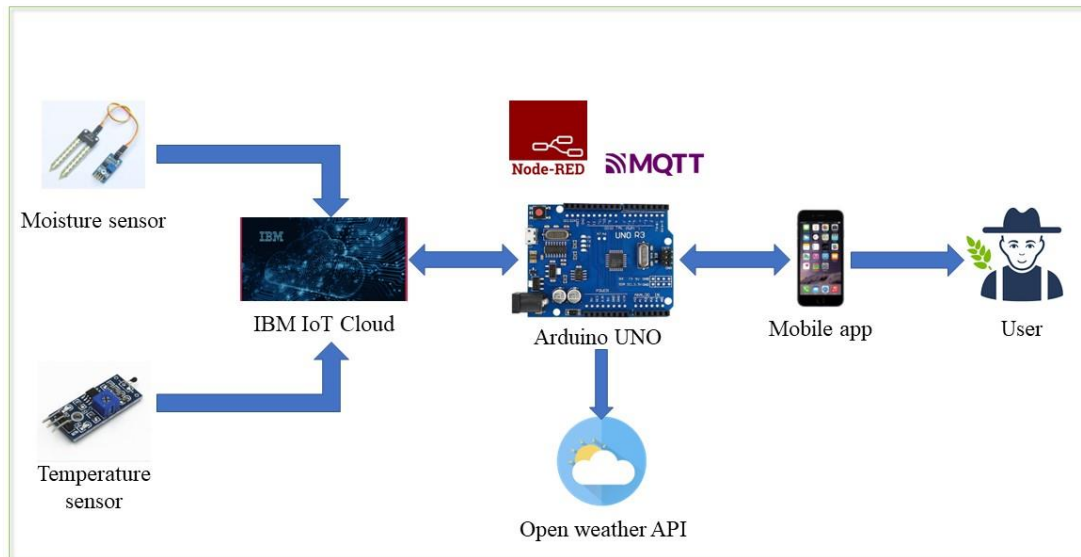 Node-RED
MQTT
Moisture sensor
IBM
UNO R3
IBM IoT Cloud
Arduino UNO
Mobile app
User
Temperature
sensor
Open weather API